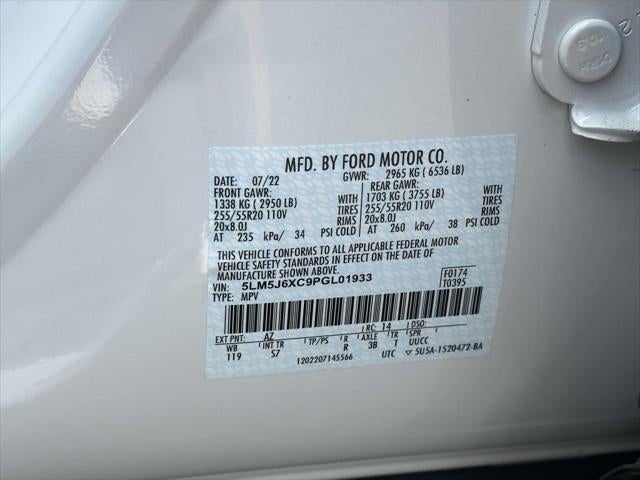 MFD. BY FORD MOTOR CO.
DATE: 07/22 GVWR: 2965 KG ( 6536 LB)
FRONT GAWR: REAR GAWR:
1338 KG ( 2950 LB) WITH 1703 KG ( 3755 LB) WITH
255/55R20 110V TIRES 255/55R20 110V TIRES
20x8.0J RIMS 20x8.0J RIMS
AT 235 kPa/ 34 PSI COLD AT 260 kPa/ 38 PSI COLD
THIS VEHICLE CONFORMS TO ALL APPLICABLE FEDERAL MOTOR
VEHICLE SAFETY STANDARDS IN EFFECT ON THE DATE OF
MANUFACTURE SHOWN ABOVE.
VIN: 5LM5J6XC9PGL01933 F0174
TYPE: MPV T0395
EXT PNT: AZ RC: 14 DSO:
WB INT TR TP/PS R AXLE TR SPR
119 S7 R 3B T UUCC
1202207145566 UTC 5U5A-1520472-BA